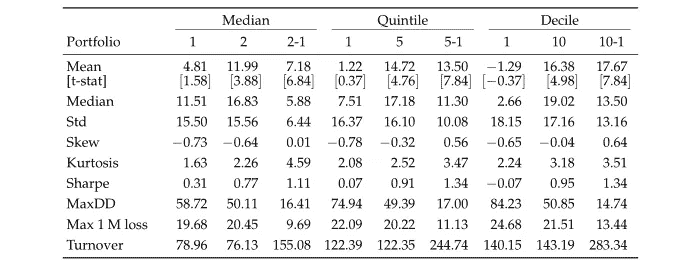 Median Quintile Decile
Portfolio 1 2 2-1 1 5 5-1 1 10 10-1
Mean 4.81 11.99 7.18 1.22 14.72 13.50 −1.29 16.38 17.67
[t-stat] [1.58] [3.88] [6.84] [0.37] [4.76] [7.84] [−0.37] [4.98] [7.84]
Median 11.51 16.83 5.88 7.51 17.18 11.30 2.66 19.02 13.50
Std 15.50 15.56 6.44 16.37 16.10 10.08 18.15 17.16 13.16
Skew −0.73 −0.64 0.01 −0.78 −0.32 0.56 −0.65 −0.04 0.64
Kurtosis 1.63 2.26 4.59 2.08 2.52 3.47 2.24 3.18 3.51
Sharpe 0.31 0.77 1.11 0.07 0.91 1.34 −0.07 0.95 1.34
MaxDD 58.72 50.11 16.41 74.94 49.39 17.00 84.23 50.85 14.74
Max 1 M loss 19.68 20.45 9.69 22.09 20.22 11.13 24.68 21.51 13.44
Turnover 78.96 76.13 155.08 122.39 122.35 244.74 140.15 143.19 283.34